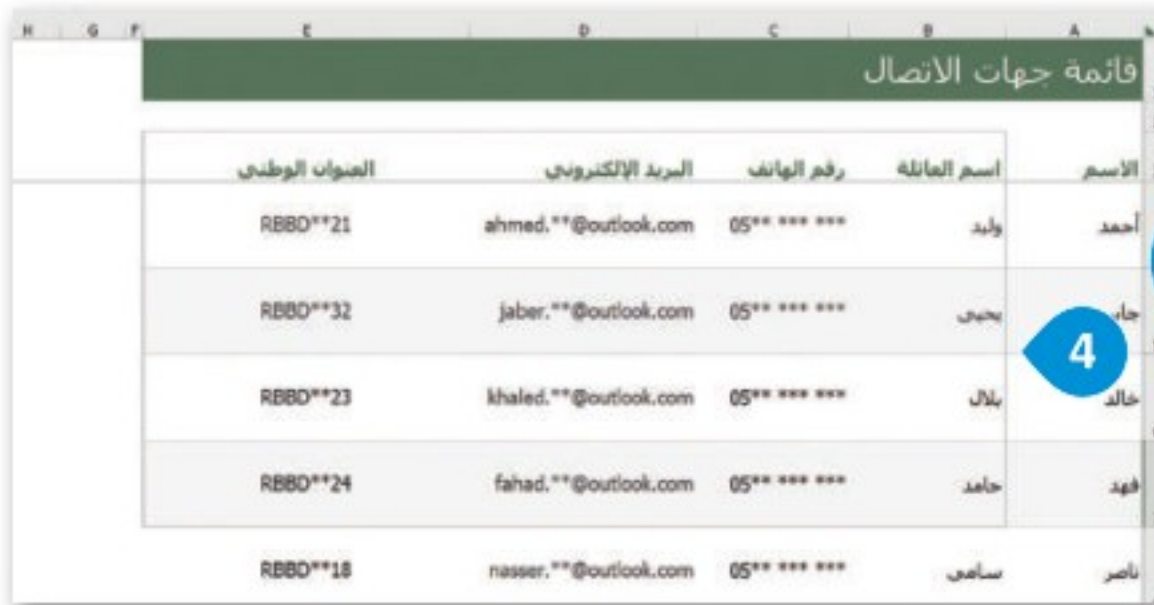 A B C D E F G H
قائمة جهات الاتصال
الاسم اسم العائلة رقم الهاتف البريد الإلكتروني العنوان الوطني
أحمد وليد 05** *** *** ahmed.**@outlook.com RBBD**21
يحيى 05** *** *** jaber.**@outlook.com RBBD**32
4
خالد بلال 05** *** *** khaled.**@outlook.com RBBD**23
فهد حامد 05** *** *** fahad.**@outlook.com RBBD**24
ناصر سامي 05** *** *** nasser.**@outlook.com RBBD**18